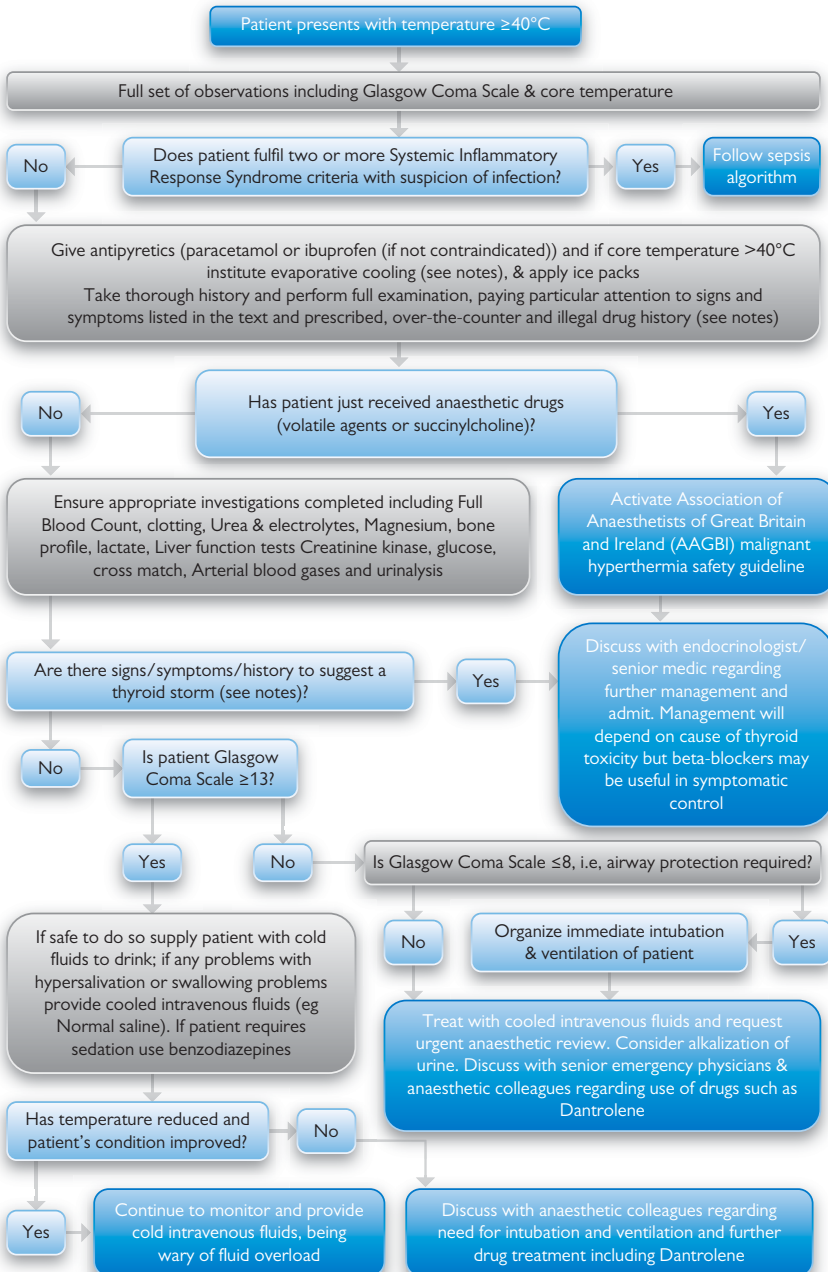 Patient presents with temperature ≥40°C
Full set of observations including Glasgow Coma Scale & core temperature
No
Does patient fulfil two or more Systemic Inflammatory
Response Syndrome criteria with suspicion of infection?
Yes
Follow sepsis
algorithm
Give antipyretics (paracetamol or ibuprofen (if not contraindicated)) and if core temperature >40°C
institute evaporative cooling (see notes), & apply ice packs
Take thorough history and perform full examination, paying particular attention to signs and
symptoms listed in the text and prescribed, over-the-counter and illegal drug history (see notes)
No
Has patient just received anaesthetic drugs
(volatile agents or succinylcholine)?
Yes
Ensure appropriate investigations completed including Full
Blood Count, clotting, Urea & electrolytes, Magnesium, bone
profile, lactate, Liver function tests Creatinine kinase, glucose,
cross match, Arterial blood gases and urinalysis
Activate Association of
Anaesthetists of Great Britain
and Ireland (AAGBI) malignant
hyperthermia safety guideline
Are there signs/symptoms/history to suggest a
thyroid storm (see notes)?
Yes
Discuss with endocrinologist/
senior medic regarding
further management and
admit. Management will
depend on cause of thyroid
toxicity but beta-blockers may
be useful in symptomatic
control
No
Is patient Glasgow
Coma Scale ≥13?
Yes
No
Is Glasgow Coma Scale ≤8, i.e, airway protection required?
If safe to do so supply patient with cold
fluids to drink; if any problems with
hypersalivation or swallowing problems
provide cooled intravenous fluids (eg
Normal saline). If patient requires
sedation use benzodiazepines
No
Organize immediate intubation
& ventilation of patient
Yes
Treat with cooled intravenous fluids and request
urgent anaesthetic review. Consider alkalization of
urine. Discuss with senior emergency physicians &
anaesthetic colleagues regarding use of drugs such as
Dantrolene
Has temperature reduced and
patient's condition improved?
No
Yes
Continue to monitor and provide
cold intravenous fluids, being
wary of fluid overload
Discuss with anaesthetic colleagues regarding
need for intubation and ventilation and further
drug treatment including Dantrolene